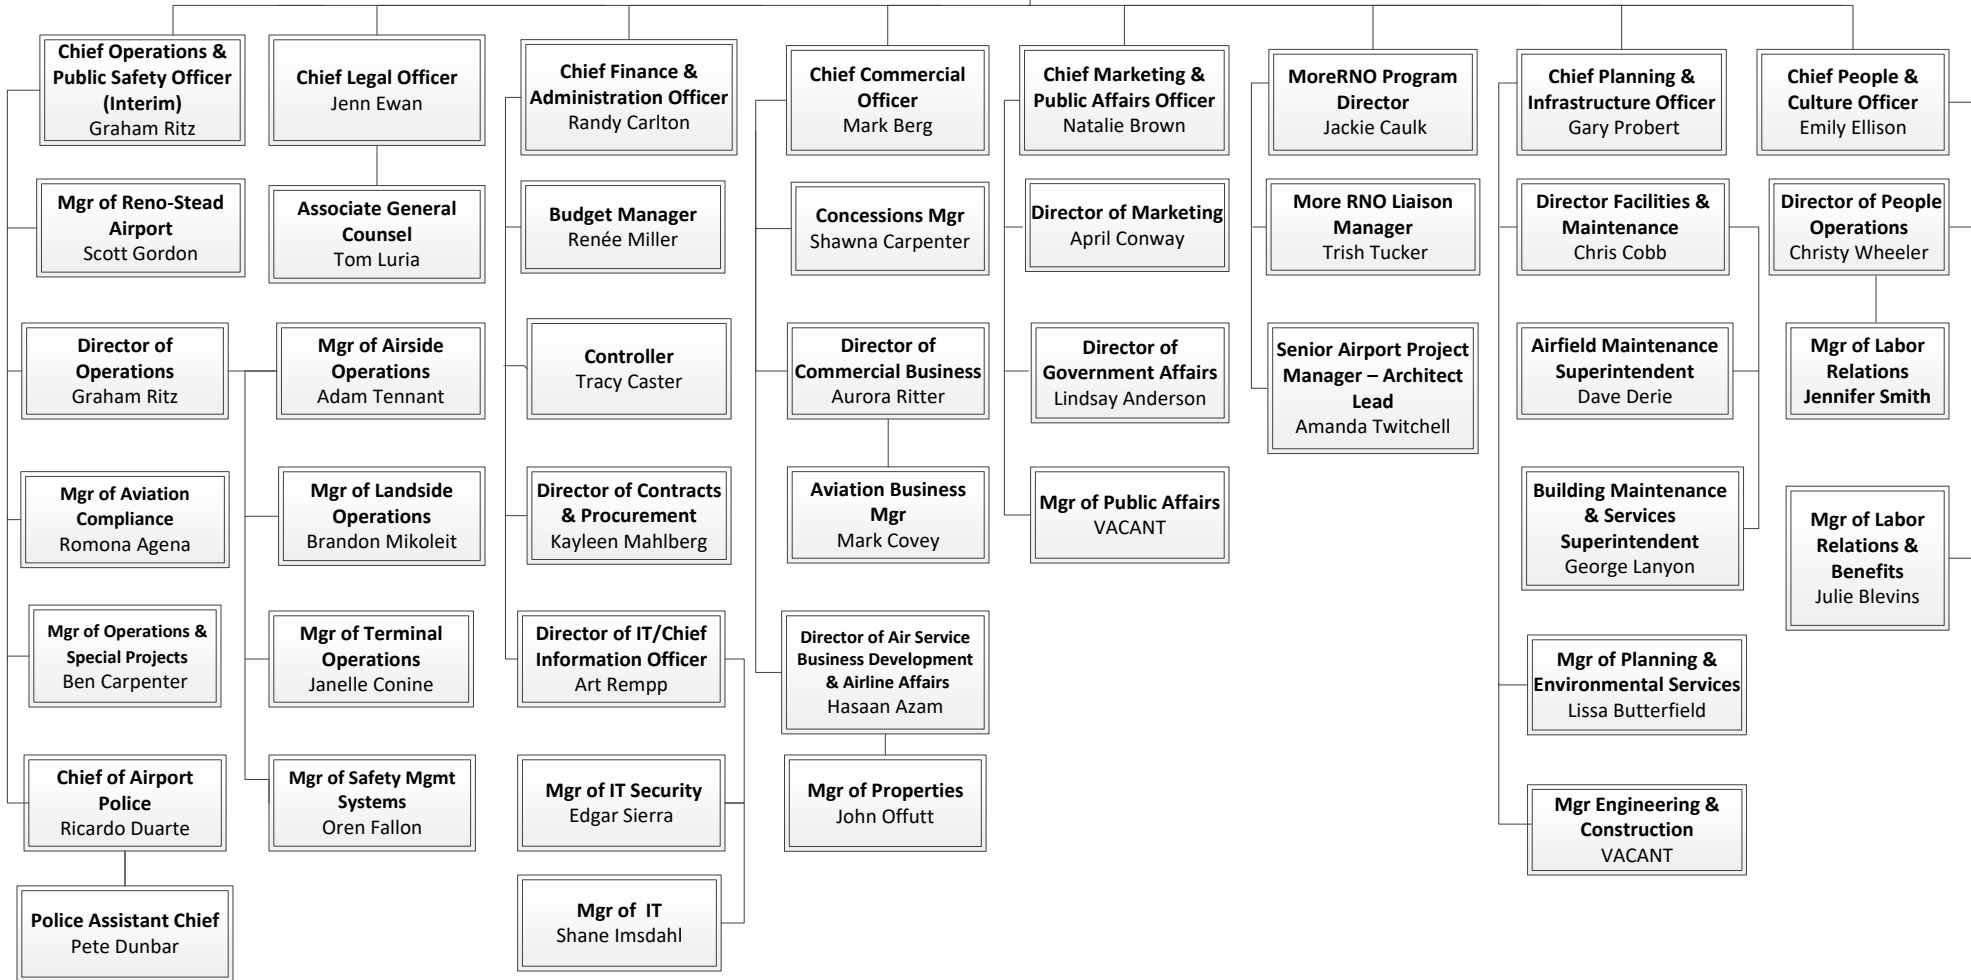 Chief Operations &
Public Safety Officer
(Interim)
Graham Ritz
Chief Legal Officer
Jenn Ewan
Chief Finance &
Administration Officer
Randy Carlton
Chief Commercial
Officer
Mark Berg
Chief Marketing &
Public Affairs Officer
Natalie Brown
MoreRNO Program
Director
Jackie Caulk
Chief Planning &
Infrastructure Officer
Gary Probert
Chief People &
Culture Officer
Emily Ellison
Mgr of Reno-Stead
Airport
Scott Gordon
Associate General
Counsel
Tom Luria
Budget Manager
Renée Miller
Concessions Mgr
Shawna Carpenter
Director of Marketing
April Conway
More RNO Liaison
Manager
Trish Tucker
Director Facilities &
Maintenance
Chris Cobb
Director of People
Operations
Christy Wheeler
Director of
Operations
Graham Ritz
Mgr of Airside
Operations
Adam Tennant
Controller
Tracy Caster
Director of
Commercial Business
Aurora Ritter
Director of
Government Affairs
Lindsay Anderson
Senior Airport Project
Manager – Architect
Lead
Amanda Twitchell
Airfield Maintenance
Superintendent
Dave Derie
Mgr of Labor
Relations
Jennifer Smith
Mgr of Aviation
Compliance
Romona Agena
Mgr of Landside
Operations
Brandon Mikoleit
Director of Contracts
& Procurement
Kayleen Mahlberg
Aviation Business
Mgr
Mark Covey
Mgr of Public Affairs
VACANT
Building Maintenance
& Services
Superintendent
George Lanyon
Mgr of Labor
Relations &
Benefits
Julie Blevins
Mgr of Operations &
Special Projects
Ben Carpenter
Mgr of Terminal
Operations
Janelle Conine
Director of IT/Chief
Information Officer
Art Rempp
Director of Air Service
Business Development
& Airline Affairs
Hasaan Azam
Mgr of Planning &
Environmental Services
Lissa Butterfield
Chief of Airport
Police
Ricardo Duarte
Mgr of Safety Mgmt
Systems
Oren Fallon
Mgr of IT Security
Edgar Sierra
Mgr of Properties
John Offutt
Mgr Engineering &
Construction
VACANT
Police Assistant Chief
Pete Dunbar
Mgr of IT
Shane Imsdahl